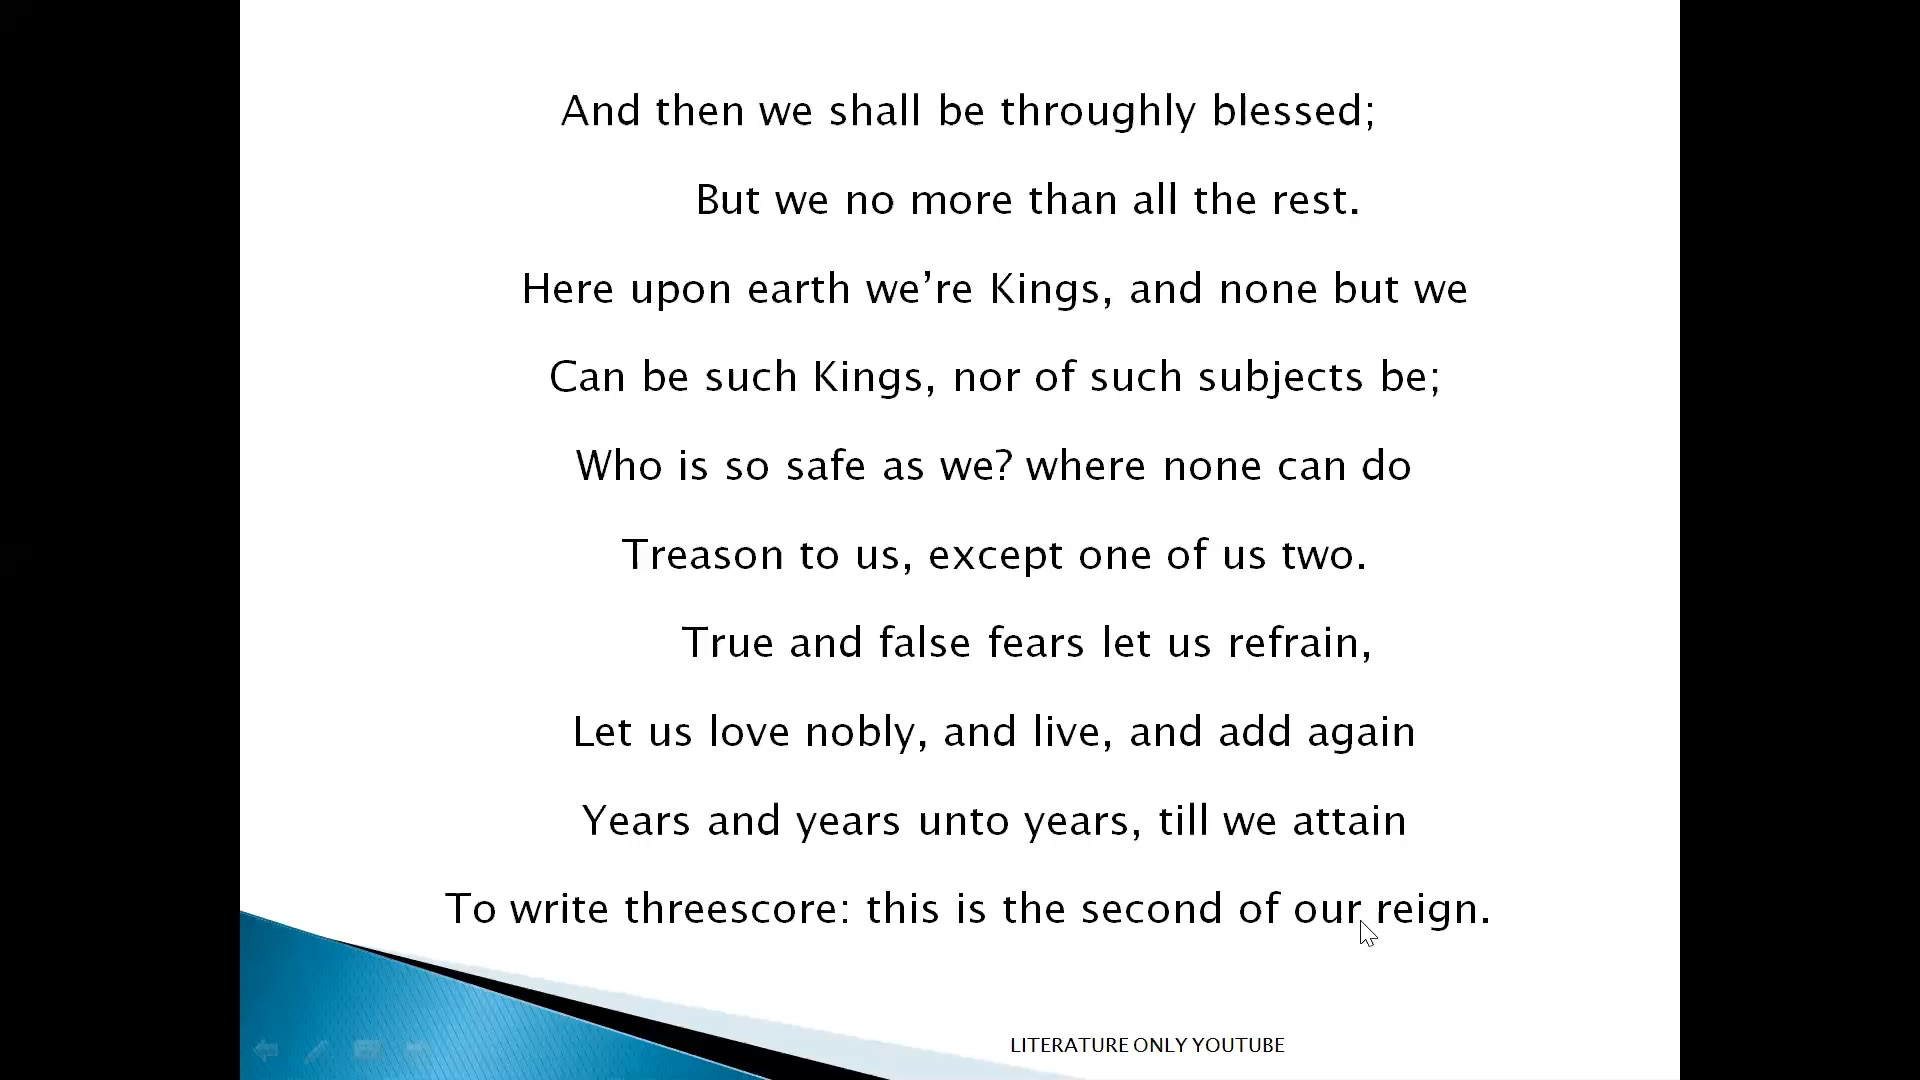 And then we shall be throughly blessed;
But we no more than all the rest.
Here upon earth we’re Kings, and none but we
Can be such Kings, nor of such subjects be;
Who is so safe as we? where none can do
Treason to us, except one of us two.
True and false fears let us refrain,
Let us love nobly, and live, and add again
Years and years unto years, till we attain
To write threescore: this is the second of our reign.
LITERATURE ONLY YOUTUBE